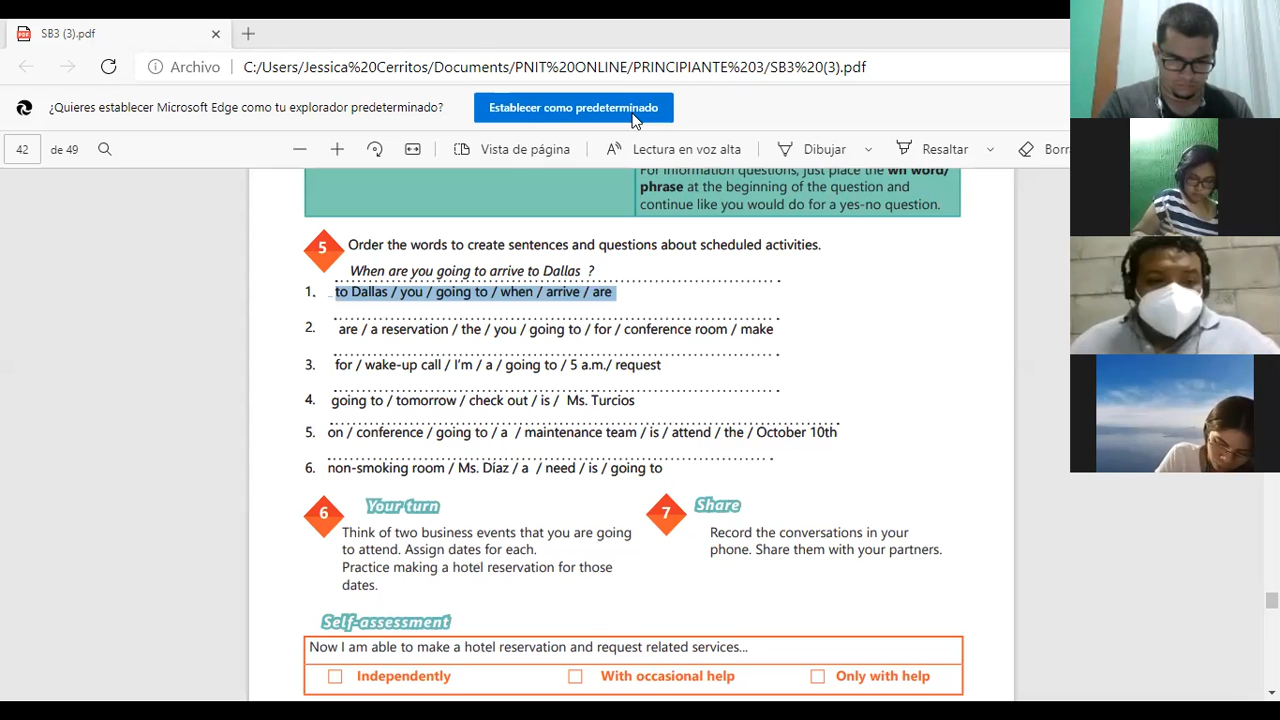 SB3 (3).pdf
Archivo C:/Users/Jessica%20Cerritos/Documents/PNIT%20ONLINE/PRINCIPIANTE%203/SB3%20(3).pdf
¿Quieres establecer Microsoft Edge como tu explorador predeterminado? Establecer como predeterminado
42 de 49 Vista de página Lectura en voz alta Dibujar Resaltar Borr
For information questions, just place the wh word/
phrase at the beginning of the question and
continue like you would do for a yes-no question.
5 Order the words to create sentences and questions about scheduled activities.
When are you going to arrive to Dallas ?
1. to Dallas / you / going to / when / arrive / are
2. are / a reservation / the / you / going to / for / conference room / make
3. for / wake-up call / I'm / a / going to / 5 a.m./ request
4. going to / tomorrow / check out / is / Ms. Turcios
5. on / conference / going to / a / maintenance team / is / attend / the / October 10th
6. non-smoking room / Ms. Díaz / a / need / is / going to
6 Your turn
Think of two business events that you are going
to attend. Assign dates for each.
Practice making a hotel reservation for those
dates.
7 Share
Record the conversations in your
phone. Share them with your partners.
Self-assessment
Now I am able to make a hotel reservation and request related services...
Independently With occasional help Only with help